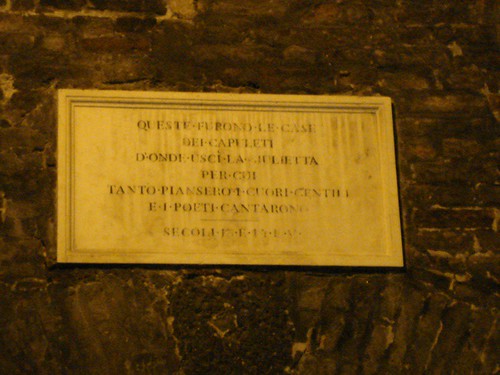 QUESTE·FURONO·LE·CASE
DEI·CAPULETI
D'ONDE·USCÌ·LA·GIULIETTA
PER·CUI
TANTO·PIANSERO·I·CUORI·GENTILI
E·I·POETI·CANTARONO
SECOLI